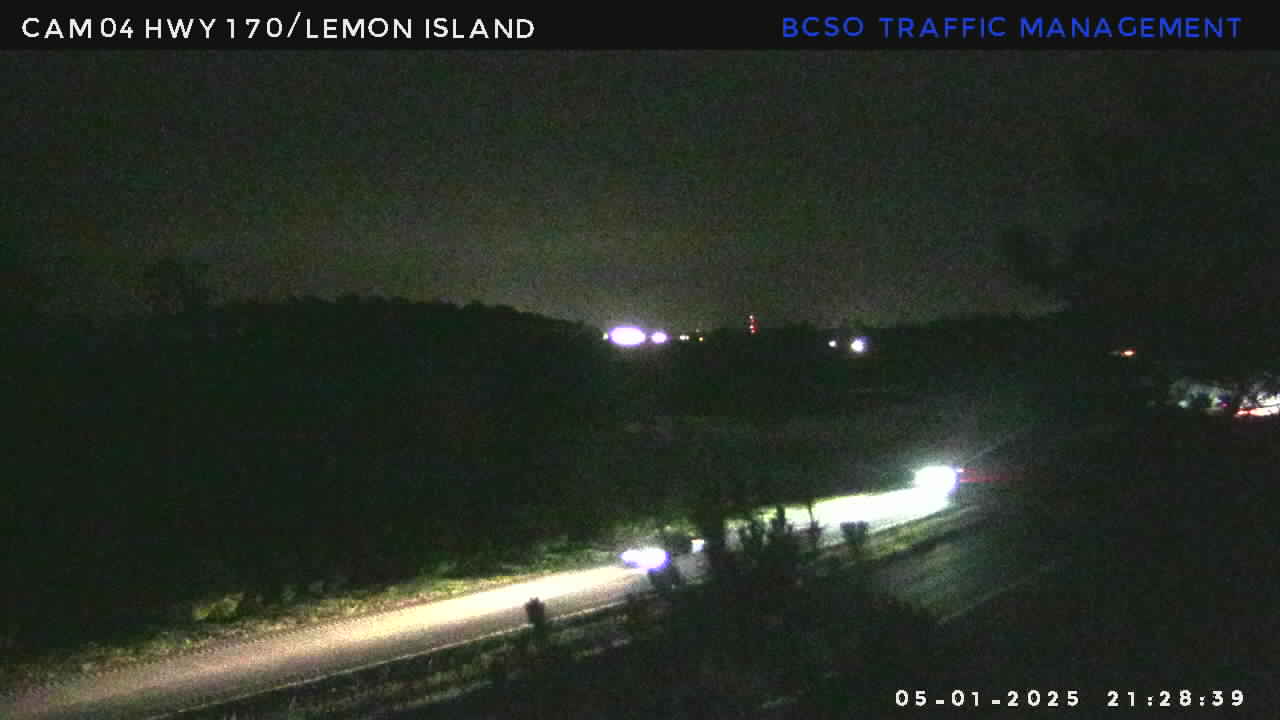 CAM04 HWY 170/LEMON ISLAND
BCSO TRAFFIC MANAGEMENT
05-01-2025 21:28:39